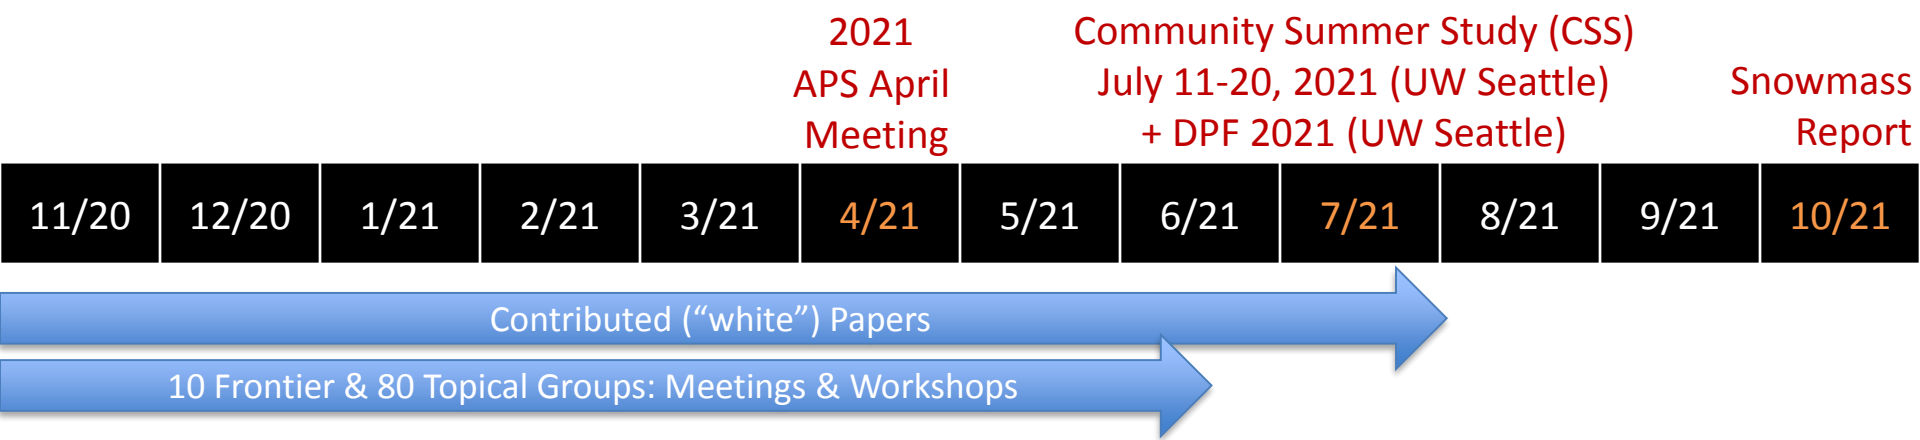 2021
APS April
Meeting
Community Summer Study (CSS)
July 11-20, 2021 (UW Seattle)
+ DPF 2021 (UW Seattle)
Snowmass
Report
11/20 12/20 1/21 2/21 3/21 4/21 5/21 6/21 7/21 8/21 9/21 10/21
Contributed (“white”) Papers
10 Frontier & 80 Topical Groups: Meetings & Workshops